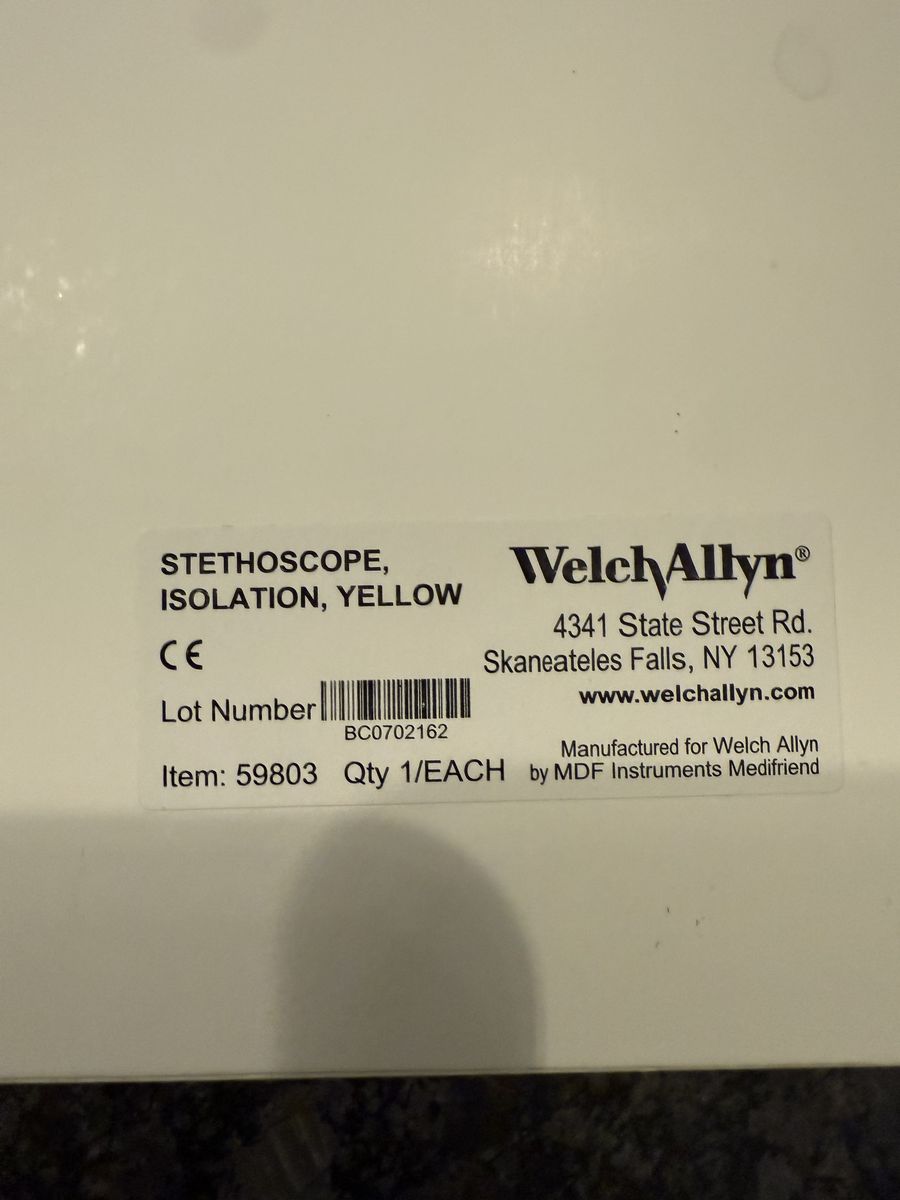 STETHOSCOPE,
ISOLATION, YELLOW
CE
Lot Number
BC0702162
Item: 59803 Qty 1/EACH
WelchAllyn®
4341 State Street Rd.
Skaneateles Falls, NY 13153
www.welchallyn.com
Manufactured for Welch Allyn
by MDF Instruments Medifriend